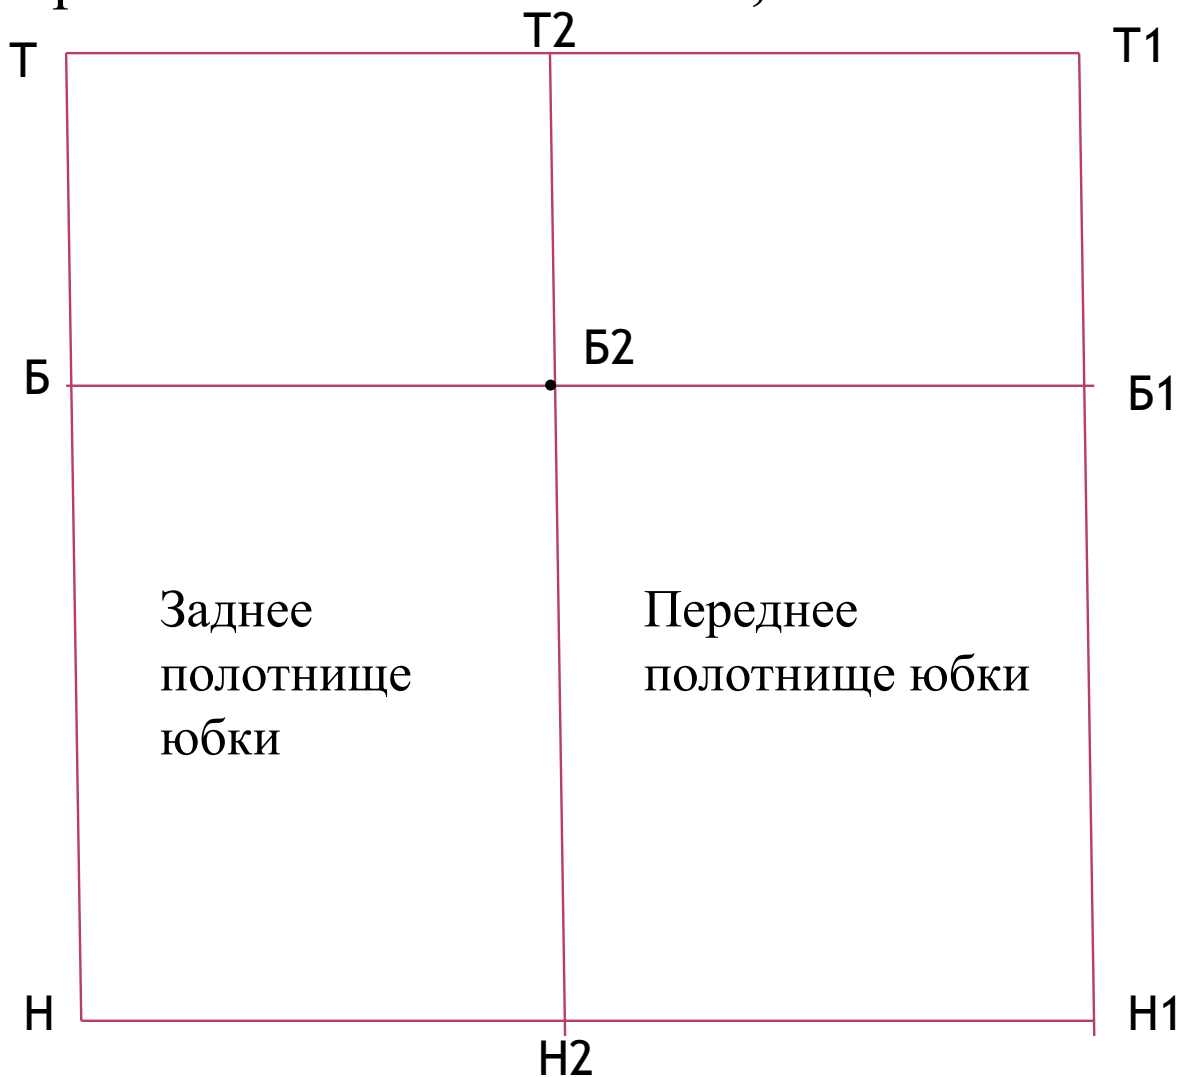 Т
Т2
Т1
Б
Б2
Б1
Заднее
полотнище
юбки
Переднее
полотнище юбки
Н
Н2
Н1